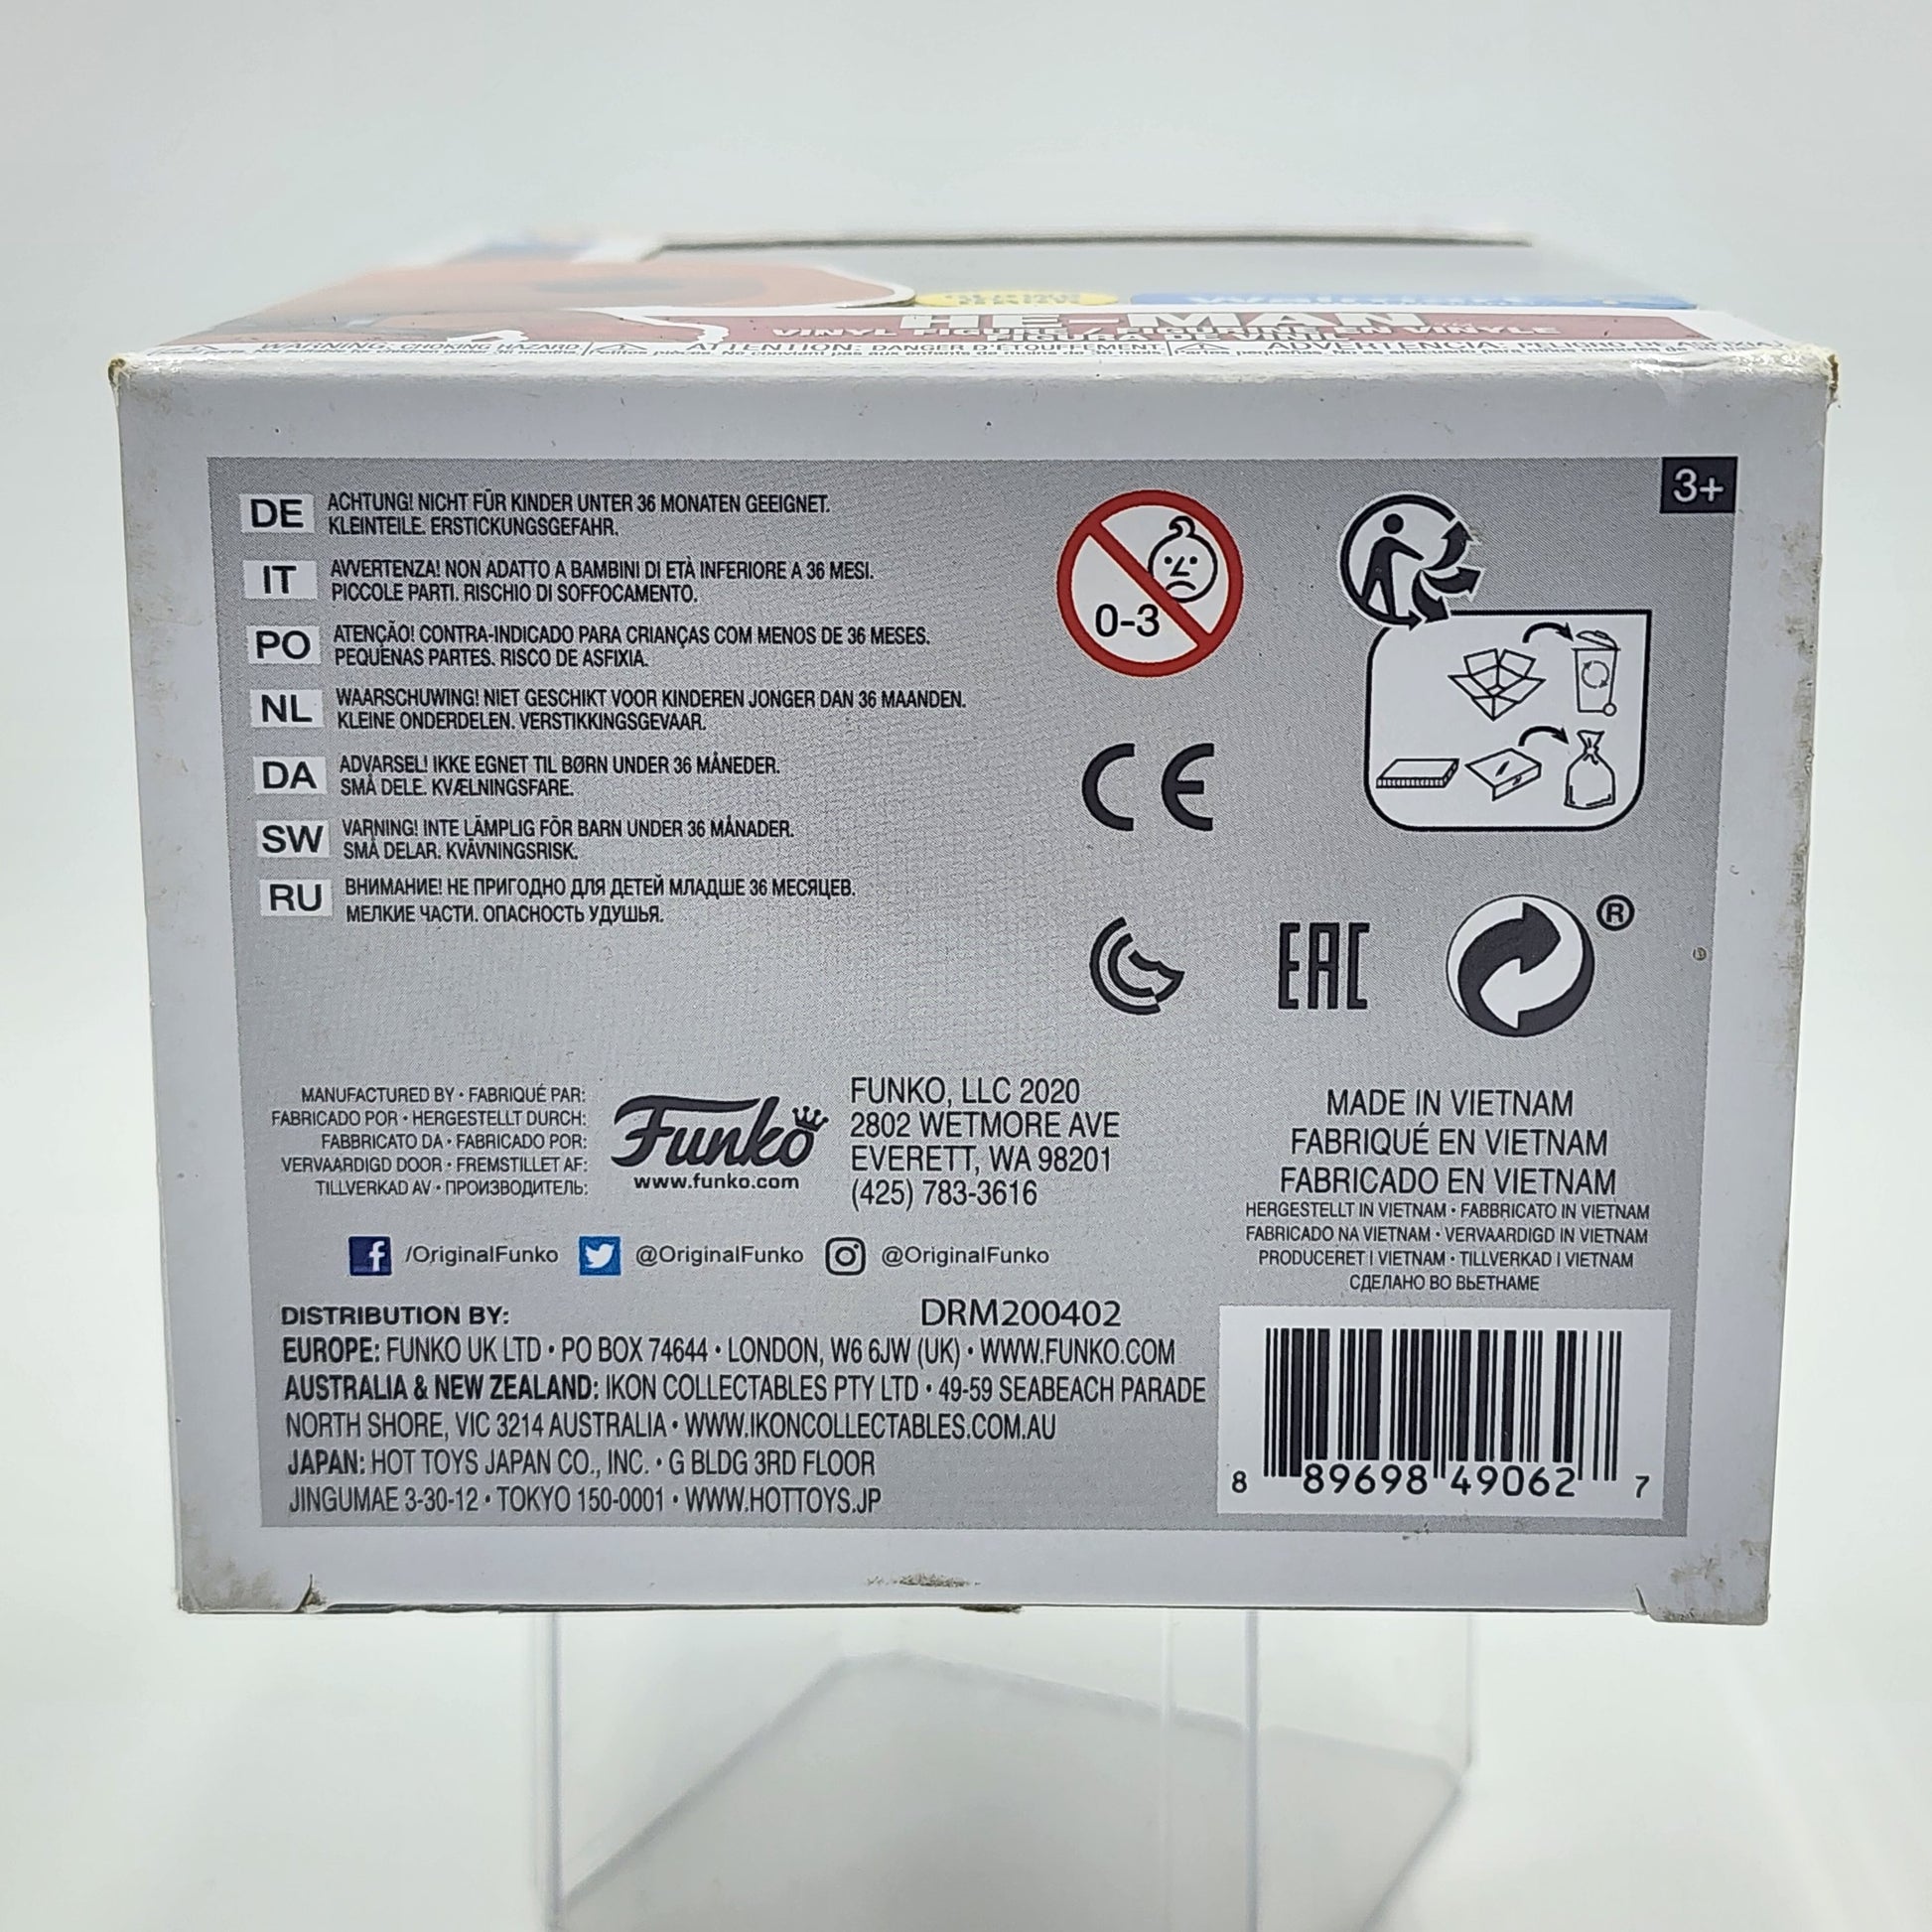 HE-MAN
VINYL FIGURE / FIGURINE EN VINYLE
FIGURA DE VINIL
WARNING: CHOKING HAZARD
ATTENTION: DANGER D'ÉTOUFFEMENT
ADVERTENCIA: PELIGRO DE ASFIXIA
3+
DE
ACHTUNG! NICHT FÜR KINDER UNTER 36 MONATEN GEEIGNET.
KLEINTEILE. ERSTICKUNGSGEFAHR.
IT
AVVERTENZA! NON ADATTO A BAMBINI DI ETÀ INFERIORE A 36 MESI.
PICCOLE PARTI. RISCHIO DI SOFFOCAMENTO.
PO
ATENÇÃO! CONTRA-INDICADO PARA CRIANÇAS COM MENOS DE 36 MESES.
PEQUENAS PARTES. RISCO DE ASFIXIA.
NL
WAARSCHUWING! NIET GESCHIKT VOOR KINDEREN JONGER DAN 36 MAANDEN.
KLEINE ONDERDELEN. VERSTIKKINGSGEVAAR.
DA
ADVARSEL! IKKE EGNET TIL BØRN UNDER 36 MÅNEDER.
SMÅ DELE. KVÆLNINGSFARE.
SW
VARNING! INTE LÄMPLIG FÖR BARN UNDER 36 MÅNADER.
SMÅ DELAR. KVÄVNINGSRISK.
RU
ВНИМАНИЕ! НЕ ПРИГОДНО ДЛЯ ДЕТЕЙ МЛАДШЕ 36 МЕСЯЦЕВ.
МЕЛКИЕ ЧАСТИ. ОПАСНОСТЬ УДУШЬЯ.
0-3
CE
EAC
®
MANUFACTURED BY • FABRIQUÉ PAR:
FABRICADO POR • HERGESTELLT DURCH:
FABBRICATO DA • FABRICADO POR:
VERVAARDIGD DOOR • FREMSTILLET AF:
TILLVERKAD AV • ПРОИЗВОДИТЕЛЬ:
Funko
www.funko.com
FUNKO, LLC 2020
2802 WETMORE AVE
EVERETT, WA 98201
(425) 783-3616
MADE IN VIETNAM
FABRIQUÉ EN VIETNAM
FABRICADO EN VIETNAM
HERGESTELLT IN VIETNAM • FABBRICATO IN VIETNAM
FABRICADO NA VIETNAM • VERVAARDIGD IN VIETNAM
PRODUCERET I VIETNAM • TILLVERKAD I VIETNAM
СДЕЛАНО ВО ВЬЕТНАМЕ
/OriginalFunko @OriginalFunko @OriginalFunko
DISTRIBUTION BY: DRM200402
EUROPE: FUNKO UK LTD • PO BOX 74644 • LONDON, W6 6JW (UK) • WWW.FUNKO.COM
AUSTRALIA & NEW ZEALAND: IKON COLLECTABLES PTY LTD • 49-59 SEABEACH PARADE
NORTH SHORE, VIC 3214 AUSTRALIA • WWW.IKONCOLLECTABLES.COM.AU
JAPAN: HOT TOYS JAPAN CO., INC. • G BLDG 3RD FLOOR
JINGUMAE 3-30-12 • TOKYO 150-0001 • WWW.HOTTOYS.JP
8 89698 49062 7